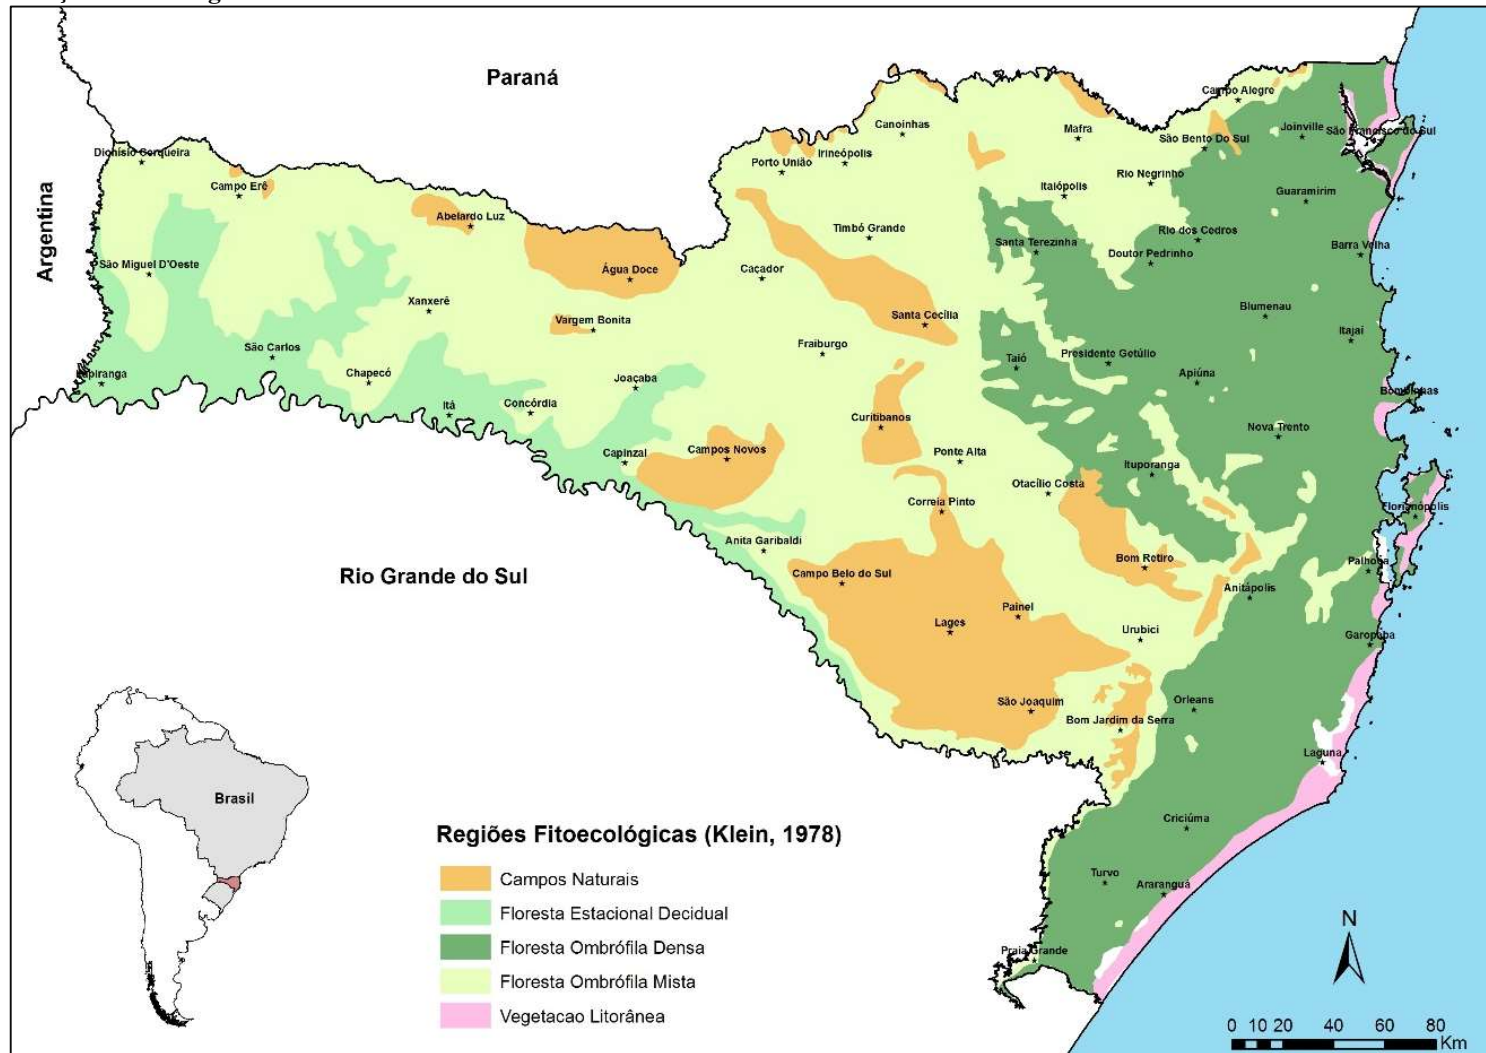 Paraná
Argentina
Rio Grande do Sul
Campo Alegre
Canoinhas
Mafra
Joinville
São Francisco do Sul
São Bento Do Sul
Dionísio Cerqueira
Porto União
Irineópolis
Rio Negrinho
Campo Erê
Itaiópolis
Guaramirim
Abelardo Luz
Timbó Grande
Santa Terezinha
Rio dos Cedros
Doutor Pedrinho
Barra Velha
São Miguel D'Oeste
Água Doce
Caçador
Xanxerê
Vargem Bonita
Santa Cecília
Blumenau
Itajaí
São Carlos
Fraiburgo
Taió
Presidente Getúlio
Apiúna
Chapecó
Joaçaba
Itá
Concórdia
Curitibanos
Nova Trento
Capinzal
Campos Novos
Ponte Alta
Ituporanga
Otacílio Costa
Correia Pinto
Florianópolis
Anita Garibaldi
Campo Belo do Sul
Bom Retiro
Palhoça
Anitápolis
Painel
Lages
Urubici
Garopaba
São Joaquim
Bom Jardim da Serra
Orleans
Laguna
Criciúma
Turvo
Araranguá
Praia Grande
Brasil
Regiões Fitoecológicas (Klein, 1978)
Campos Naturais
Floresta Estacional Decidual
Floresta Ombrófila Densa
Floresta Ombrófila Mista
Vegetacao Litorânea
N
0 10 20 40 60 80
Km